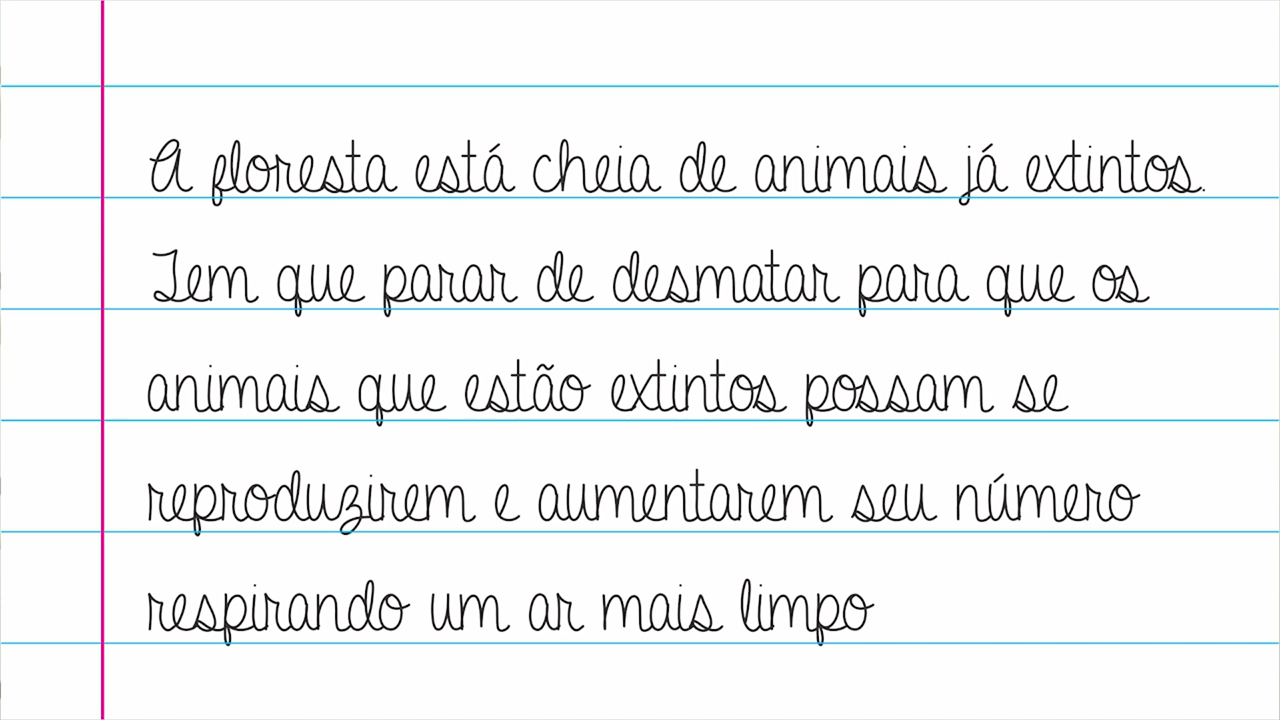 A floresta está cheia de animais já extintos.
Tem que parar de desmatar para que os
animais que estão extintos possam se
reproduzirem e aumentarem seu número
respirando um ar mais limpo